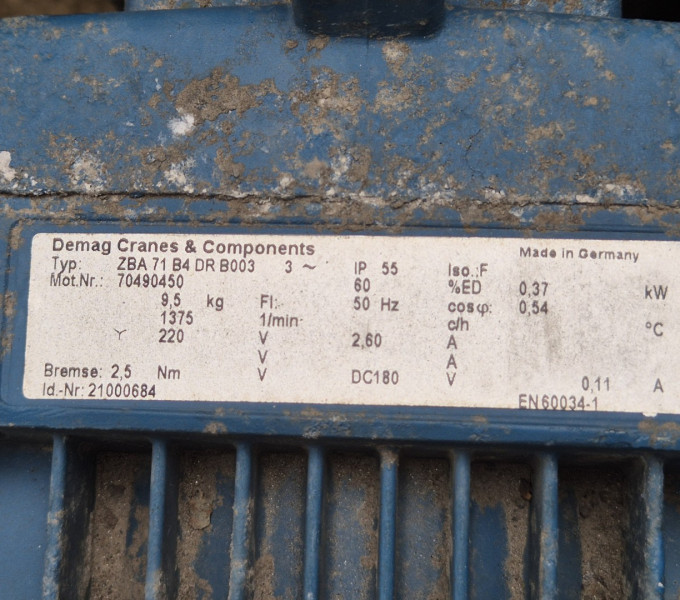 Demag Cranes & Components Made in Germany
Typ: ZBA 71 B4 DR B003 3 ~ IP 55 Iso.:F
Mot.Nr.: 70490450 60 %ED 0,37 kW
9,5 kg Fl: 50 Hz cosφ: 0,54
1375 1/min c/h °C
Y 220 V 2,60 A
V A
Bremse: 2,5 Nm V DC180 V 0,11 A
Id.-Nr: 21000684 EN60034-1